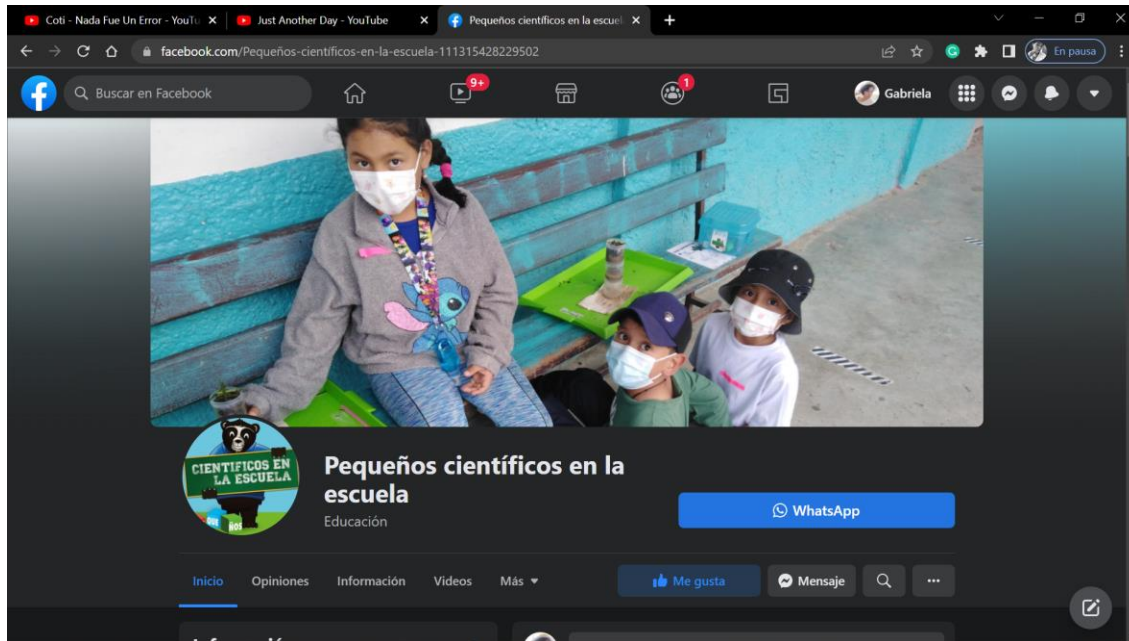 Coti - Nada Fue Un Error - YouTu
Just Another Day - YouTube
Pequeños científicos en la escuel
facebook.com/Pequeños-científicos-en-la-escuela-111315428229502
En pausa
Buscar en Facebook
9+
1
Gabriela
CIENTIFICOS EN
LA ESCUELA
Pequeños científicos en la
escuela
Educación
WhatsApp
Inicio
Opiniones
Información
Videos
Más
Me gusta
Mensaje